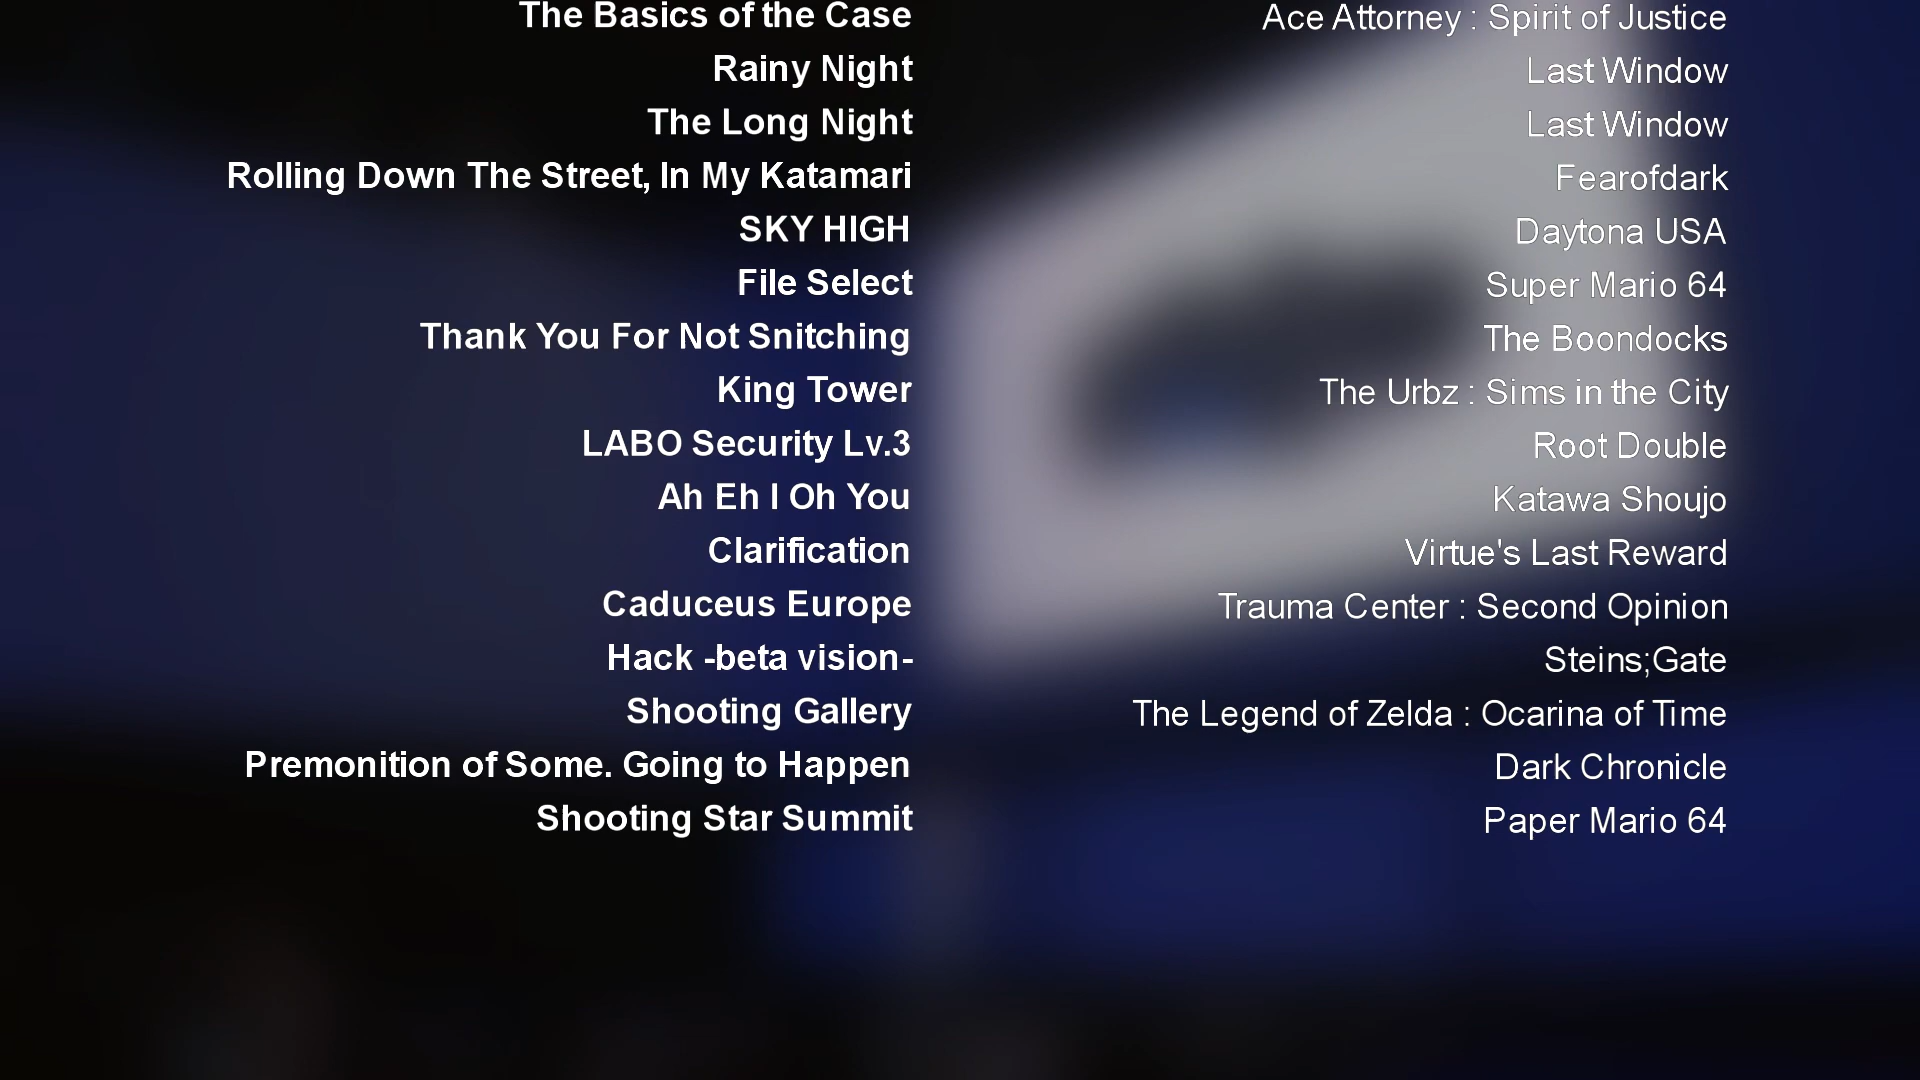 The Basics of the Case Ace Attorney : Spirit of Justice
Rainy Night Last Window
The Long Night Last Window
Rolling Down The Street, In My Katamari Fearofdark
SKY HIGH Daytona USA
File Select Super Mario 64
Thank You For Not Snitching The Boondocks
King Tower The Urbz : Sims in the City
LABO Security Lv.3 Root Double
Ah Eh I Oh You Katawa Shoujo
Clarification Virtue's Last Reward
Caduceus Europe Trauma Center : Second Opinion
Hack -beta vision- Steins;Gate
Shooting Gallery The Legend of Zelda : Ocarina of Time
Premonition of Some. Going to Happen Dark Chronicle
Shooting Star Summit Paper Mario 64